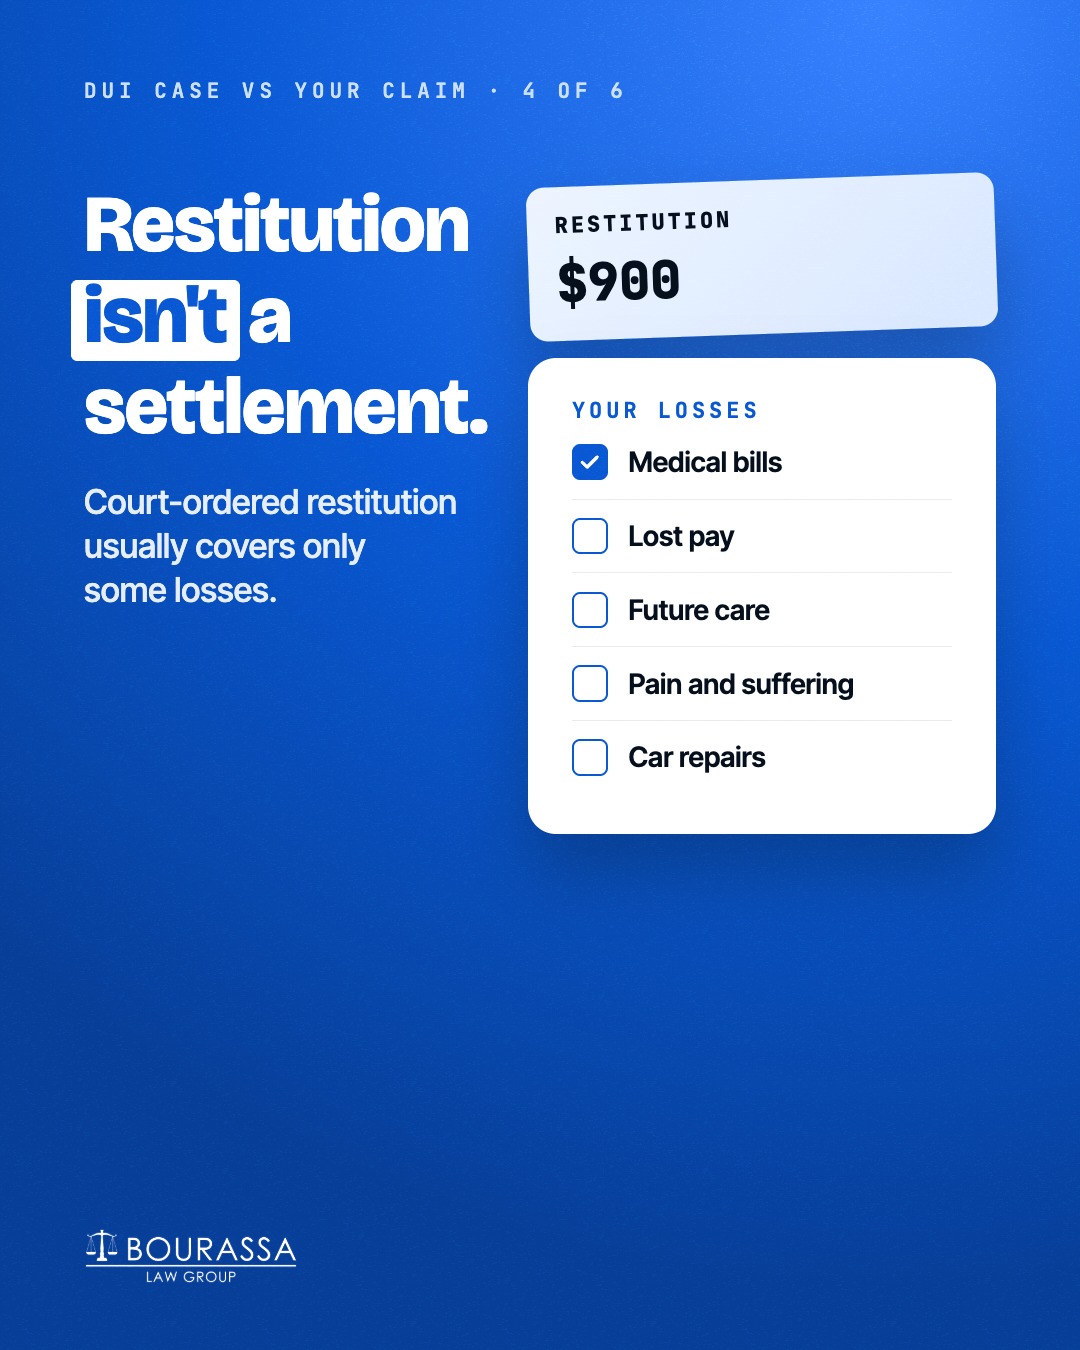 DUI CASE VS YOUR CLAIM · 4 OF 6
Restitution
isn't a
settlement.
Court-ordered restitution
usually covers only
some losses.
RESTITUTION
$900
YOUR LOSSES
Medical bills
Lost pay
Future care
Pain and suffering
Car repairs
BOURASSA
LAW GROUP